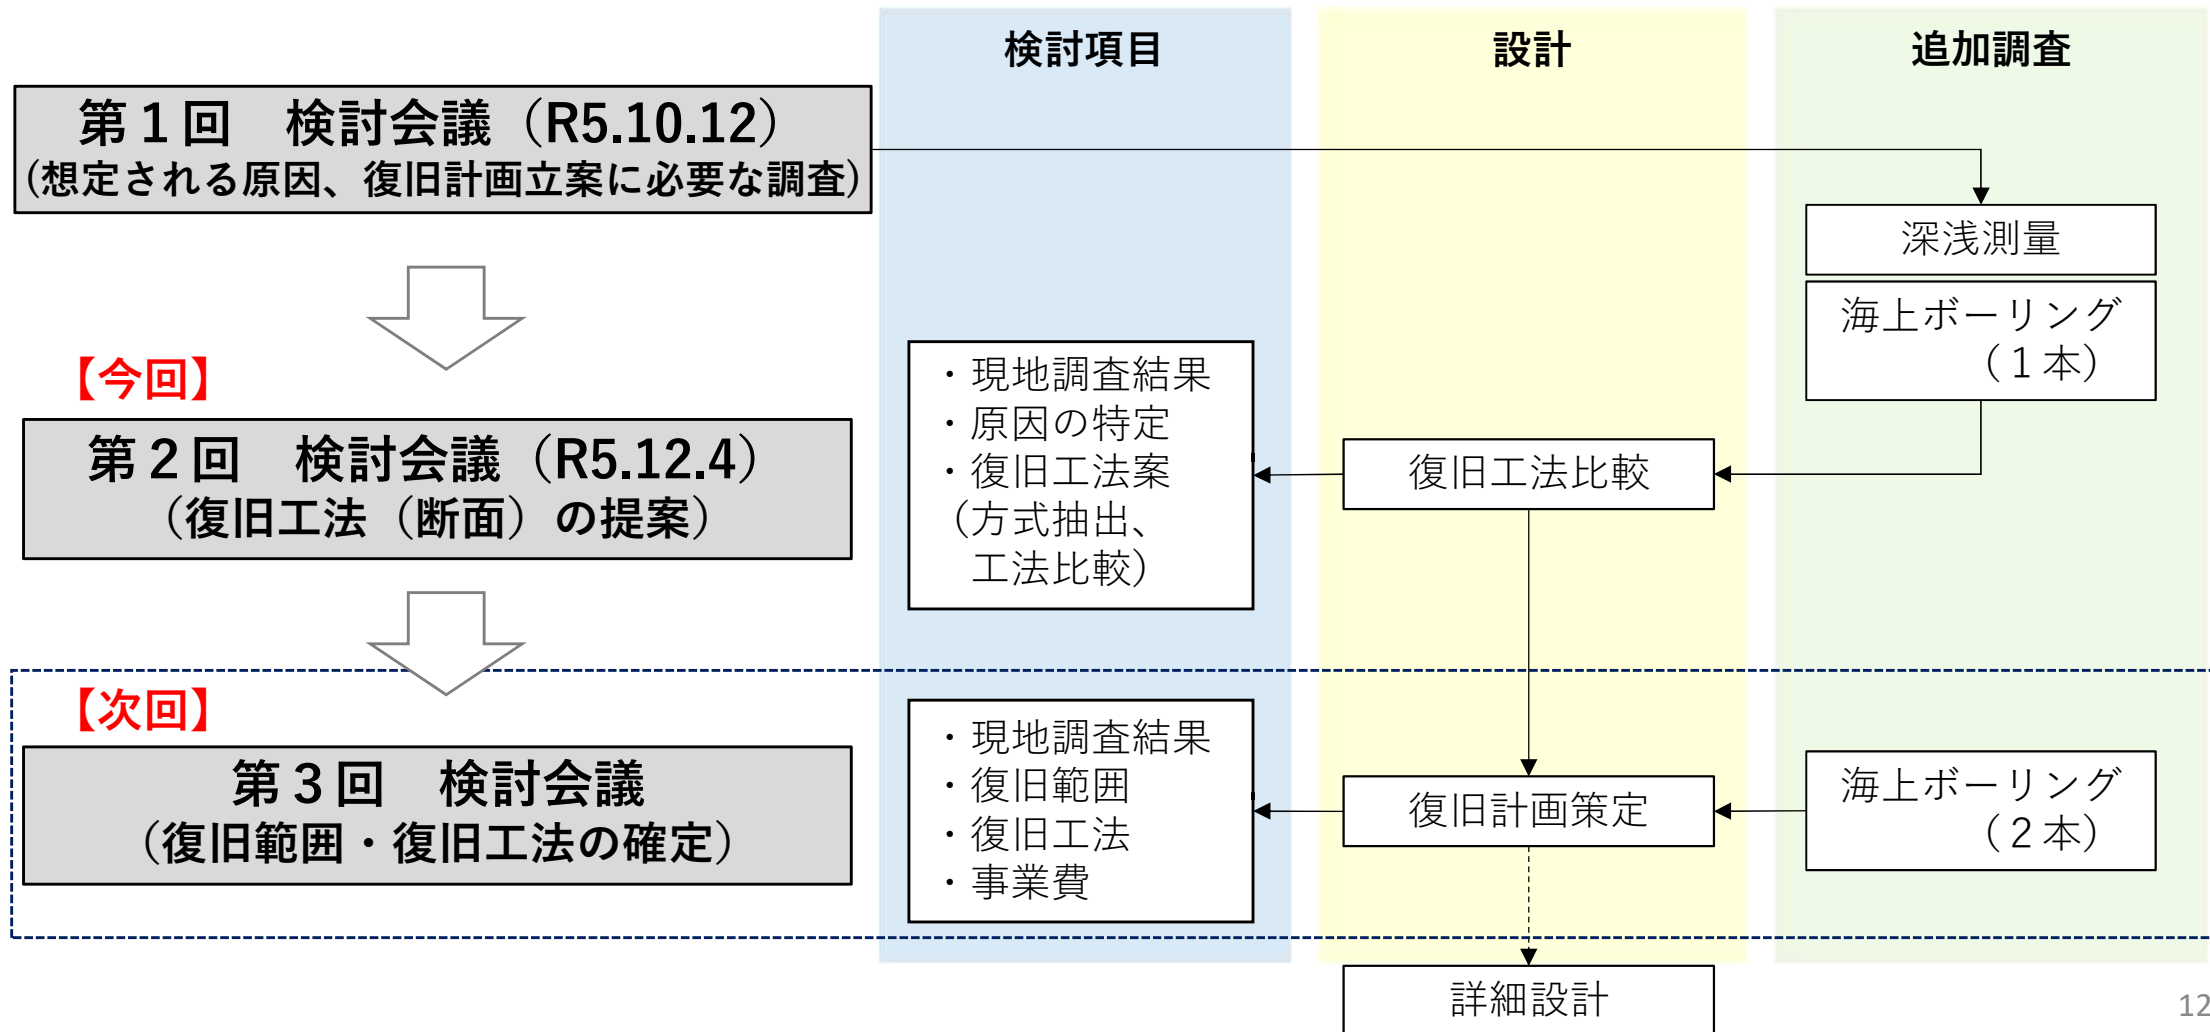 検討項目
設計
追加調査
第１回　検討会議（R5.10.12）
(想定される原因、復旧計画立案に必要な調査)
深浅測量
海上ボーリング
（１本）
【今回】
第２回　検討会議（R5.12.4）
（復旧工法（断面）の提案）
・現地調査結果
・原因の特定
・復旧工法案
（方式抽出、
工法比較）
復旧工法比較
【次回】
第３回　検討会議
（復旧範囲・復旧工法の確定）
・現地調査結果
・復旧範囲
・復旧工法
・事業費
復旧計画策定
海上ボーリング
（２本）
詳細設計
12